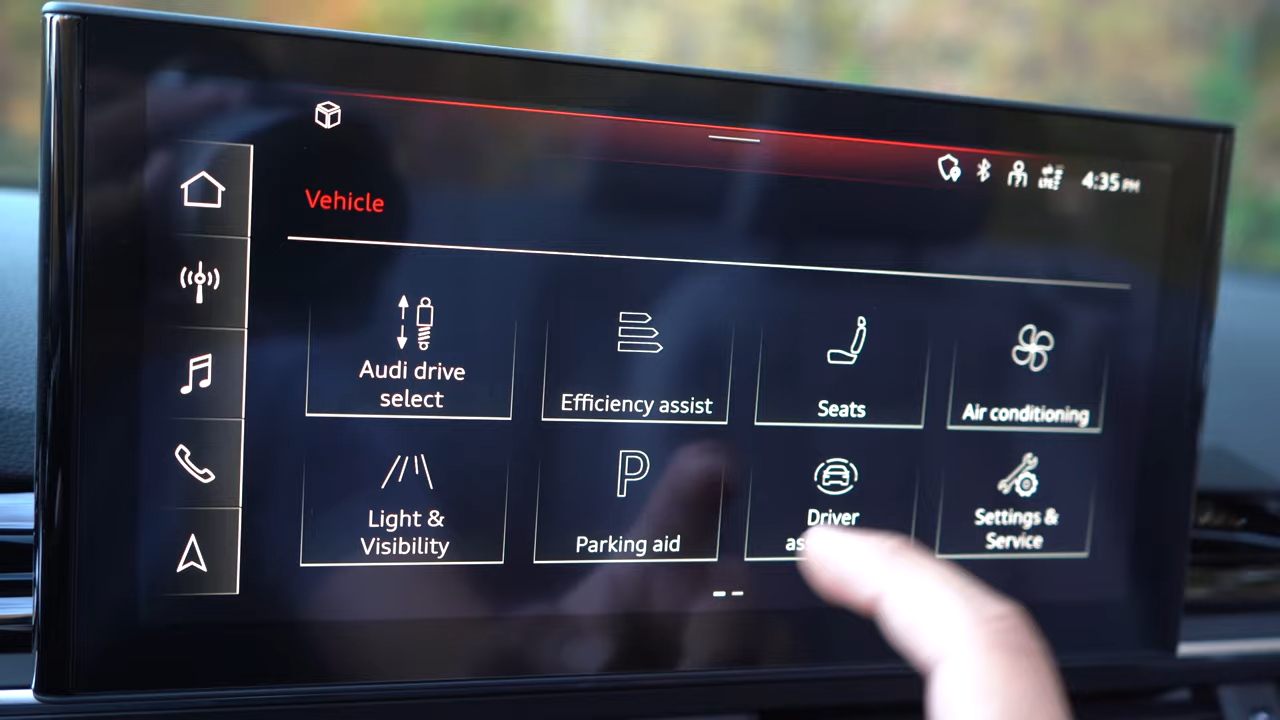 4:35 PM
Vehicle
Audi drive
select
Efficiency assist
Seats
Air conditioning
Light &
Visibility
P
Parking aid
Driver
Settings &
Service